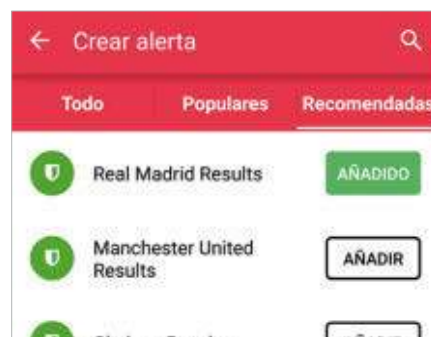 Crear alerta
Todo Populares Recomendadas
Real Madrid Results AÑADIDO
Manchester United
Results
AÑADIR